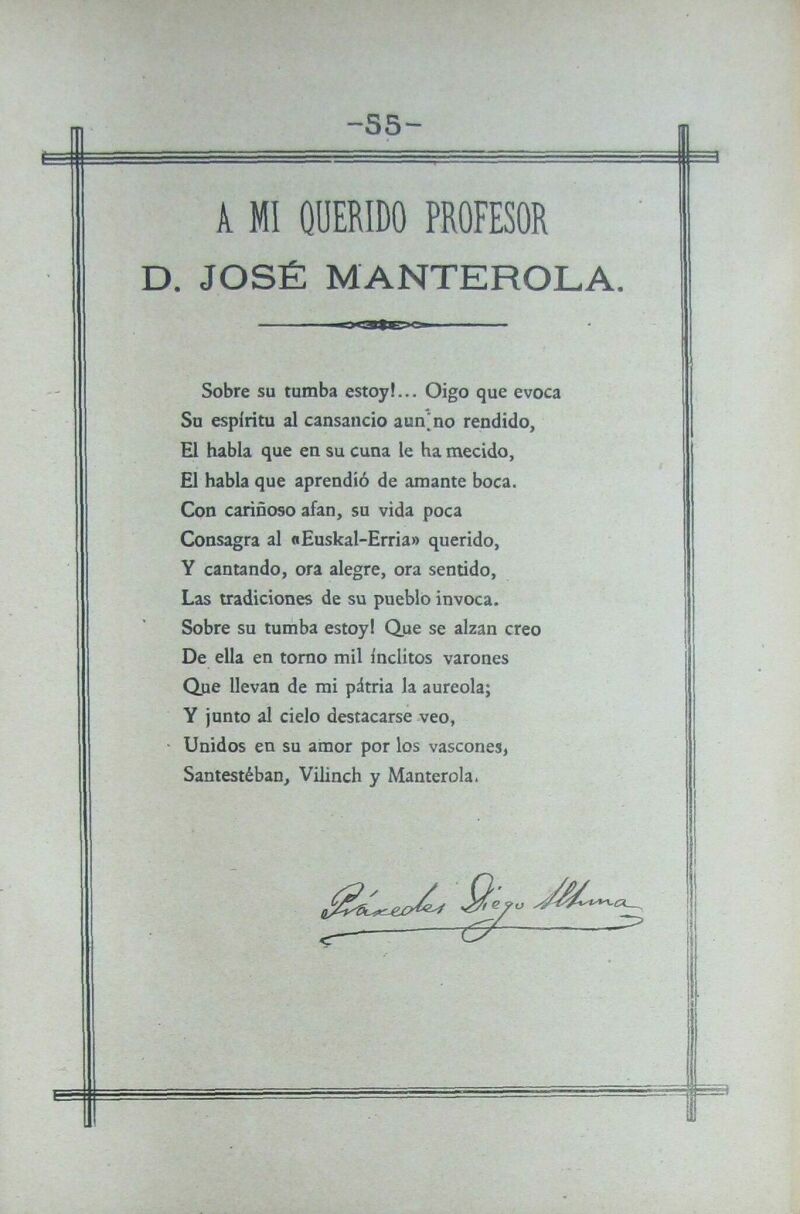 -55-
A MI QUERIDO PROFESOR
D. JOSÉ MANTEROLA.
Sobre su tumba estoy!... Oigo que evoca
Su espíritu al cansancio aun no rendido,
El habla que en su cuna le ha mecido,
El habla que aprendió de amante boca.
Con cariñoso afan, su vida poca
Consagra al «Euskal-Erria» querido,
Y cantando, ora alegre, ora sentido,
Las tradiciones de su pueblo invoca.
Sobre su tumba estoy! Que se alzan creo
De ella en torno mil ínclitos varones
Que llevan de mi pátria la aureola;
Y junto al cielo destacarse veo,
Unidos en su amor por los vascones,
Santestéban, Vilinch y Manterola.
Práxedes Diego Altuna